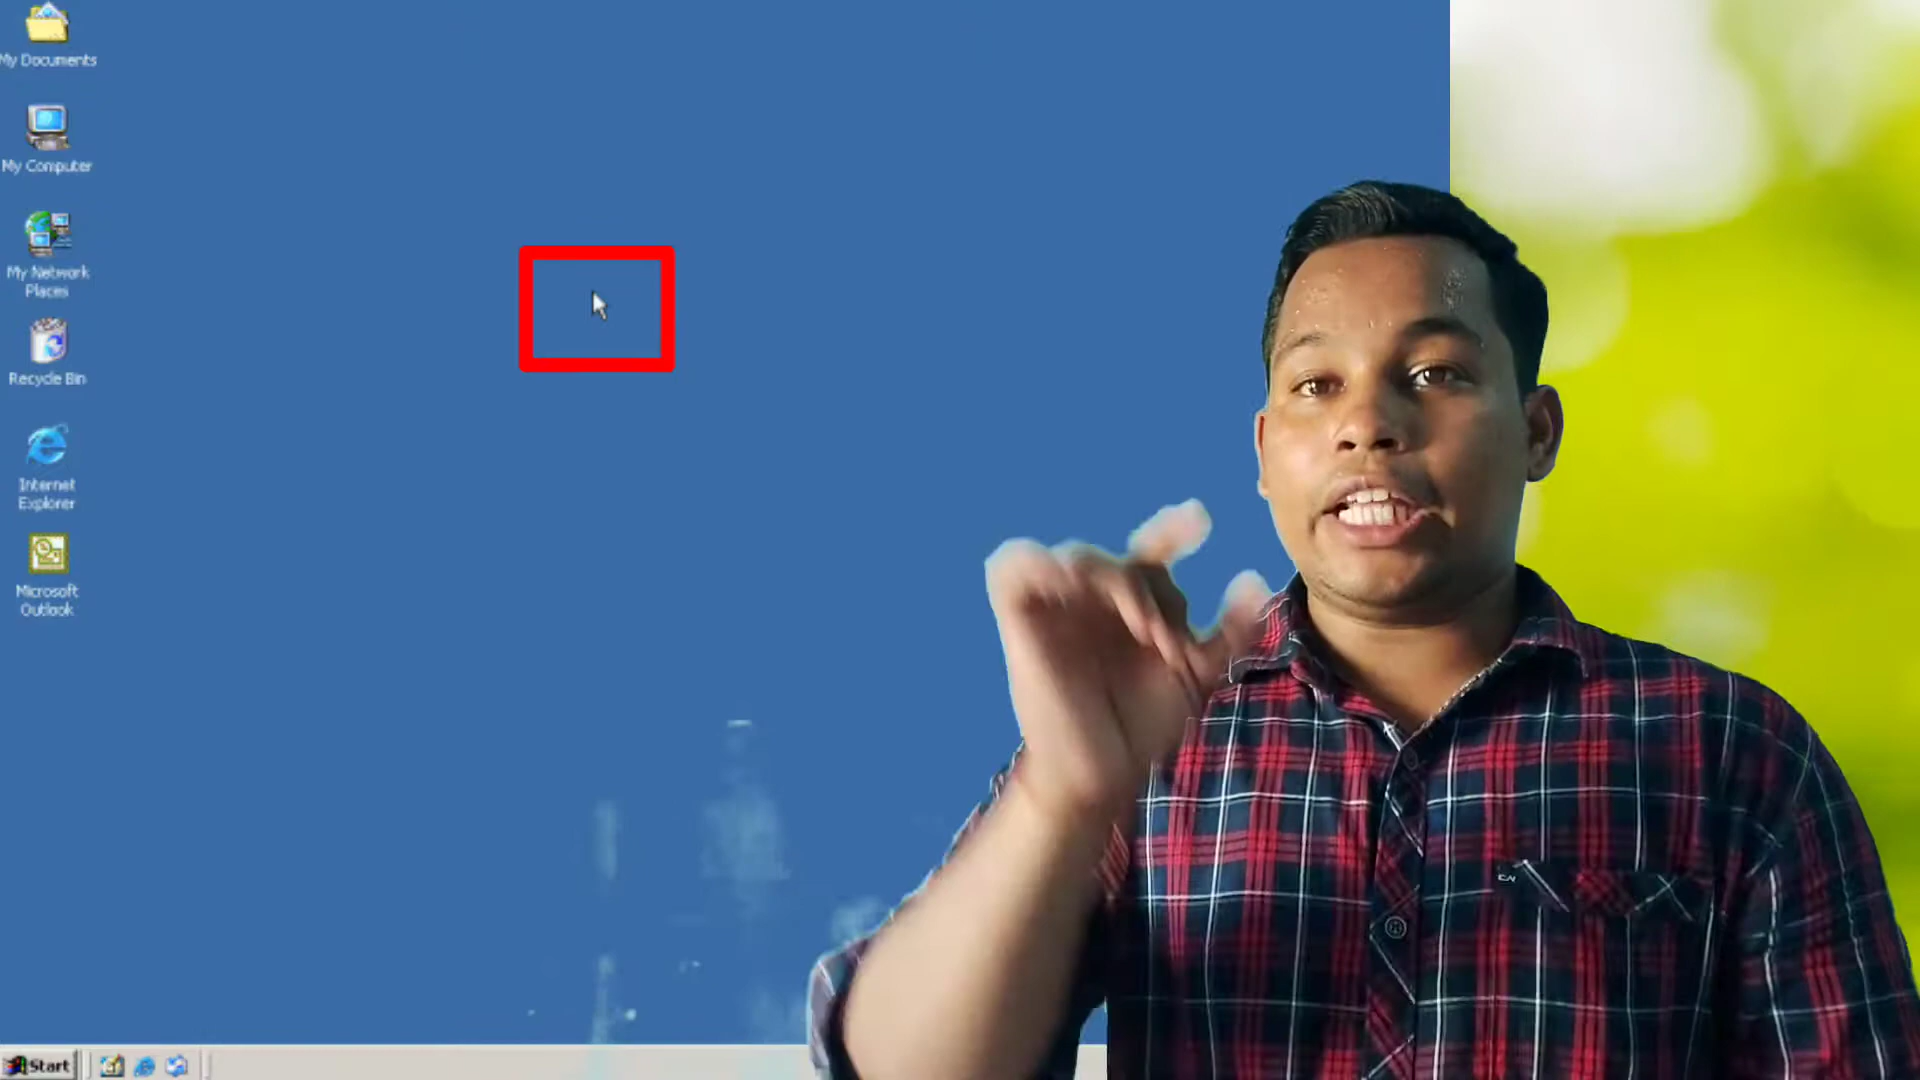 My Documents
My Computer
My Network
Places
Recycle Bin
Internet
Explorer
Microsoft
Outlook
Start